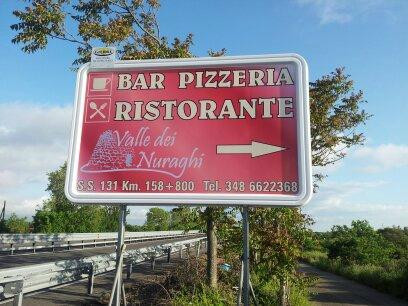 BAR PIZZERIA
RISTORANTE
Valle dei
Nuraghi
S.S. 131 Km. 158+800 Tel. 348 6622368